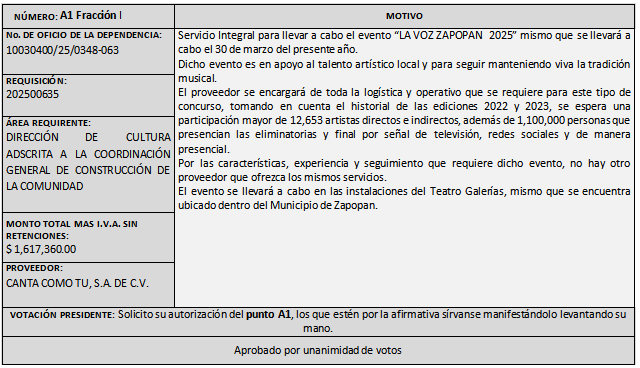 NÚMERO: A1 Fracción I
MOTIVO
No. DE OFICIO DE LA DEPENDENCIA:
10030400/25/0348-063
REQUISICIÓN:
202500635
ÁREA REQUIRENTE:
DIRECCIÓN DE CULTURA
ADSCRITA A LA COORDINACIÓN
GENERAL DE CONSTRUCCIÓN DE
LA COMUNIDAD
MONTO TOTAL MAS I.V.A. SIN
RETENCIONES:
$ 1,617,360.00
PROVEEDOR:
CANTA COMO TU, S.A. DE C.V.
Servicio Integral para llevar a cabo el evento “LA VOZ ZAPOPAN 2025” mismo que se llevará a
cabo el 30 de marzo del presente año.
Dicho evento es en apoyo al talento artístico local y para seguir manteniendo viva la tradición
musical.
El proveedor se encargará de toda la logística y operativo que se requiere para este tipo de
concurso, tomando en cuenta el historial de las ediciones 2022 y 2023, se espera una
participación mayor de 12,653 artistas directos e indirectos, además de 1,100,000 personas que
presencian las eliminatorias y final por señal de televisión, redes sociales y de manera
presencial.
Por las características, experiencia y seguimiento que requiere dicho evento, no hay otro
proveedor que ofrezca los mismos servicios.
El evento se llevará a cabo en las instalaciones del Teatro Galerías, mismo que se encuentra
ubicado dentro del Municipio de Zapopan.
VOTACIÓN PRESIDENTE: Solicito su autorización del punto A1, los que estén por la afirmativa sírvanse manifestándolo levantando su
mano.
Aprobado por unanimidad de votos